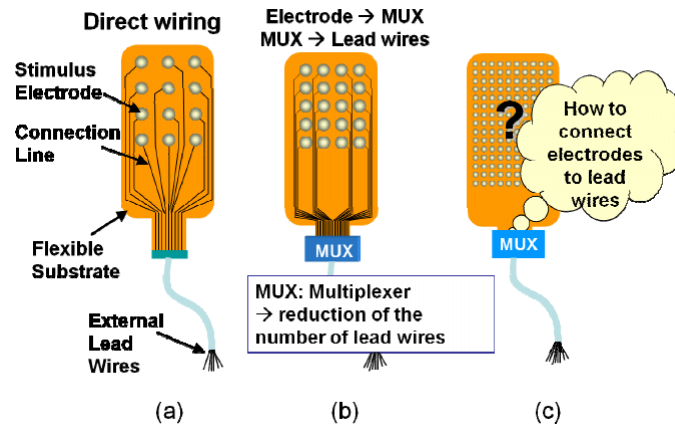 Direct wiring
Stimulus
Electrode
Connection
Line
Flexible
Substrate
External
Lead
Wires
(a)
Electrode → MUX
MUX → Lead wires
MUX
MUX: Multiplexer
→ reduction of the
number of lead wires
(b)
?
How to
connect
electrodes
to lead
wires
MUX
(c)